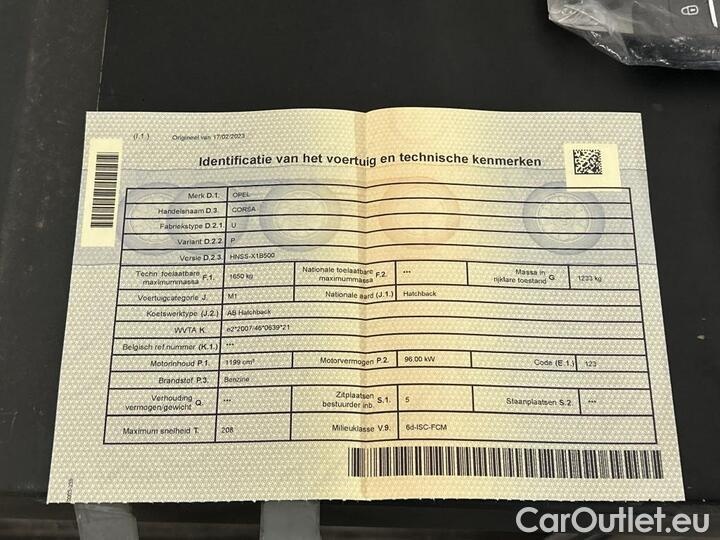 (I.1.) Origineel van 17/02/2023
Identificatie van het voertuig en technische kenmerken
Merk D.1. OPEL
Handelsnaam D.3. CORSA
Fabriekstype D.2.1. U
Variant D.2.2. P
Versie D.2.3. HNSS-X1B500
Techn toelaatbare maximummassa F.1. 1650 kg Nationale toelaatbare maximummassa F.2. *** Massa in rijklare toestand G. 1233 kg
Voertuigcategorie J. M1 Nationale aard (J.1.) Hatchback
Koetswerktype (J.2.) AB Hatchback
WVTA K. e2*2007/46*0639*21
Belgisch ref.nummer (K.1.) ***
Motorinhoud P.1. 1199 cm³ Motorvermogen P.2. 96.00 kW Code (E.1.) 123
Brandstof P.3. Benzine
Verhouding vermogen/gewicht Q. *** Zitplaatsen bestuurder inb. S.1. 5 Staanplaatsen S.2. ***
Maximum snelheid T. 208 Milieuklasse V.9. 6d-ISC-FCM
CarOutlet.eu